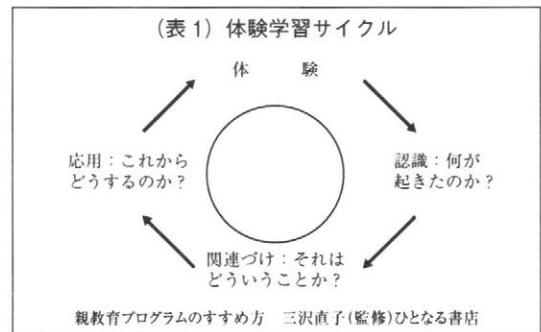 (表1) 体験学習サイクル
体 験
応用：これから
どうするのか？
認識：何が
起きたのか？
関連づけ：それは
どういうことか？
親教育プログラムのすすめ方 三沢直子(監修)ひとなる書店